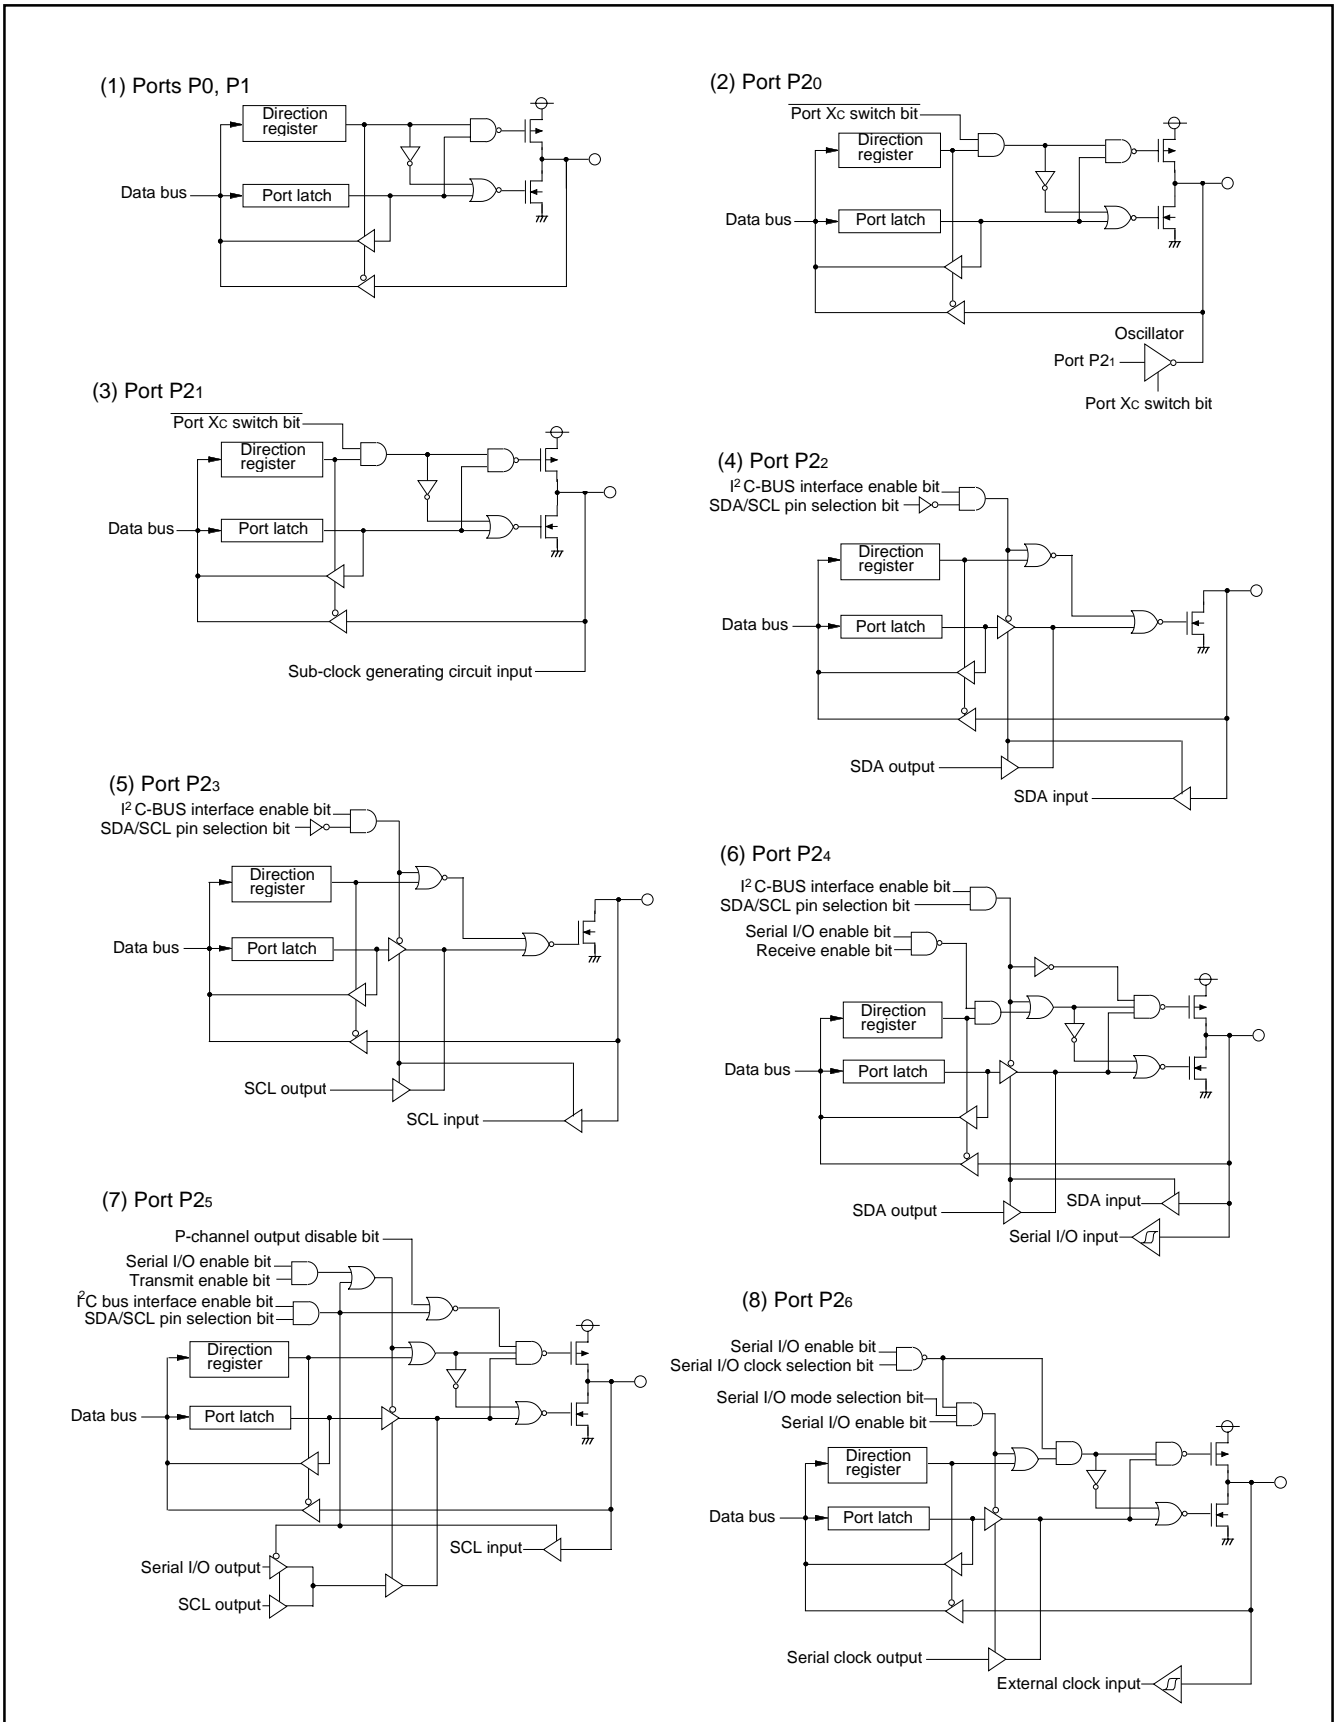 (1) Ports P0, P1
Direction
register
Data bus
Port latch
(2) Port P20
Port XC switch bit
Direction
register
Data bus
Port latch
Oscillator
Port P21
Port XC switch bit
(3) Port P21
Port XC switch bit
Direction
register
Data bus
Port latch
Sub-clock generating circuit input
(4) Port P22
I2 C-BUS interface enable bit
SDA/SCL pin selection bit
Direction
register
Data bus
Port latch
SDA output
SDA input
(5) Port P23
I2 C-BUS interface enable bit
SDA/SCL pin selection bit
Direction
register
Data bus
Port latch
SCL output
SCL input
(6) Port P24
I2 C-BUS interface enable bit
SDA/SCL pin selection bit
Serial I/O enable bit
Receive enable bit
Direction
register
Data bus
Port latch
SDA input
SDA output
Serial I/O input
(7) Port P25
P-channel output disable bit
Serial I/O enable bit
Transmit enable bit
I2C bus interface enable bit
SDA/SCL pin selection bit
Direction
register
Data bus
Port latch
SCL input
Serial I/O output
SCL output
(8) Port P26
Serial I/O enable bit
Serial I/O clock selection bit
Serial I/O mode selection bit
Serial I/O enable bit
Direction
register
Data bus
Port latch
Serial clock output
External clock input